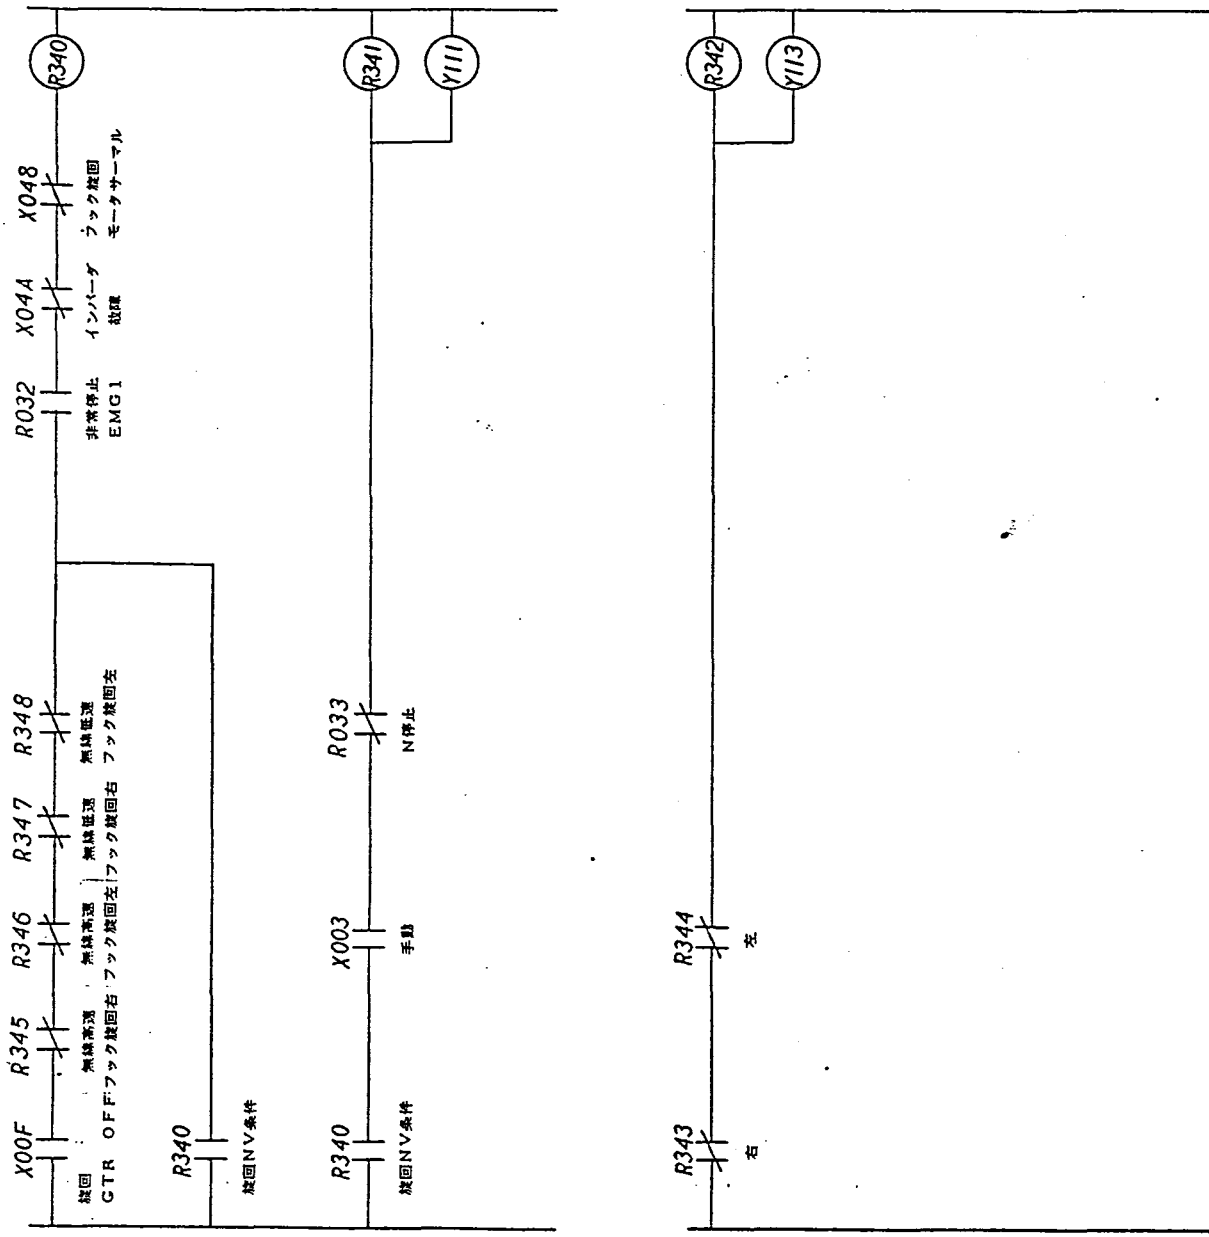 X00F
旋回
GTR OFF
R345
無線高速
フック旋回右
R346
無線高速
フック旋回左
R347
無線低速
フック旋回右
R348
無線低速
フック旋回左
R032
非常停止
EMG1
X04A
インバータ
故障
X048
フック旋回
モータサーマル
R340
R340
旋回NV条件
R340
旋回NV条件
X003
手動
R033
N停止
R341
Y111
R343
右
R344
左
R342
Y113